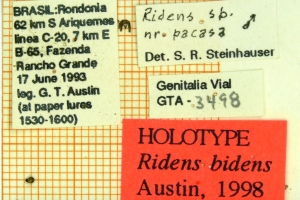 BRASIL: Rondonia
62 km S Ariquemes
linea C-20, 7 km E
B-65, Fazenda
Rancho Grande
17 June 1993
leg. G. T. Austin
(at paper lures
1530-1600)
Ridens sp.
nr. pacasa ♂
Det. S. R. Steinhauser
Genitalia Vial
GTA-3498
HOLOTYPE
Ridens bidens
Austin, 1998